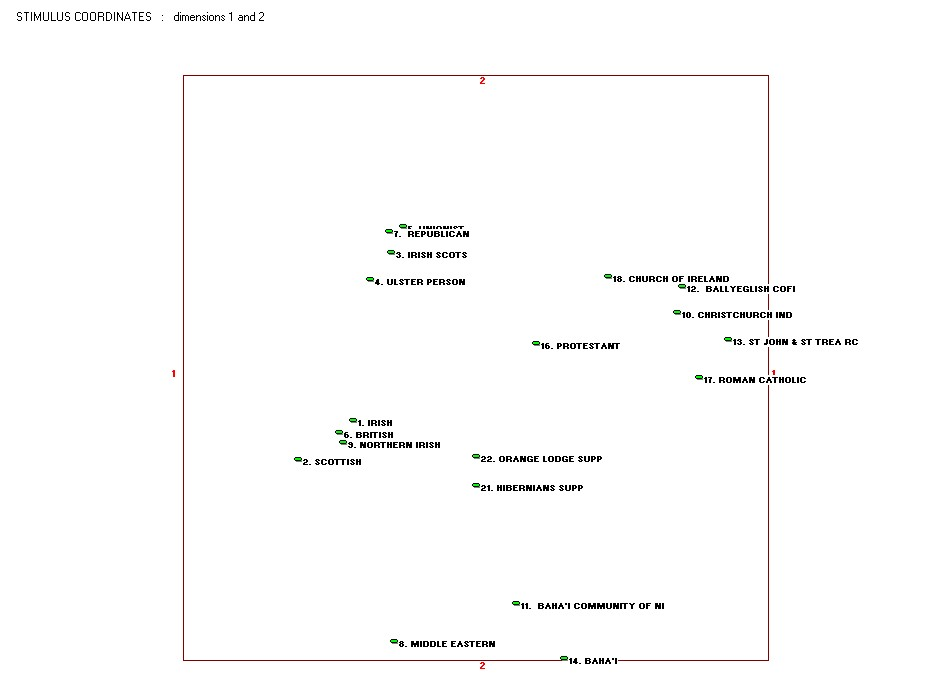 STIMULUS COORDINATES : dimensions 1 and 2
2
5. UNIONIST
7. REPUBLICAN
3. IRISH SCOTS
18. CHURCH OF IRELAND
4. ULSTER PERSON
12. BALLYEGLISH COFI
10. CHRISTCHURCH IND
13. ST JOHN & ST TREA RC
16. PROTESTANT
1
1
17. ROMAN CATHOLIC
1. IRISH
6. BRITISH
9. NORTHERN IRISH
22. ORANGE LODGE SUPP
2. SCOTTISH
21. HIBERNIANS SUPP
11. BAHA'I COMMUNITY OF NI
8. MIDDLE EASTERN
14. BAHA'I
2